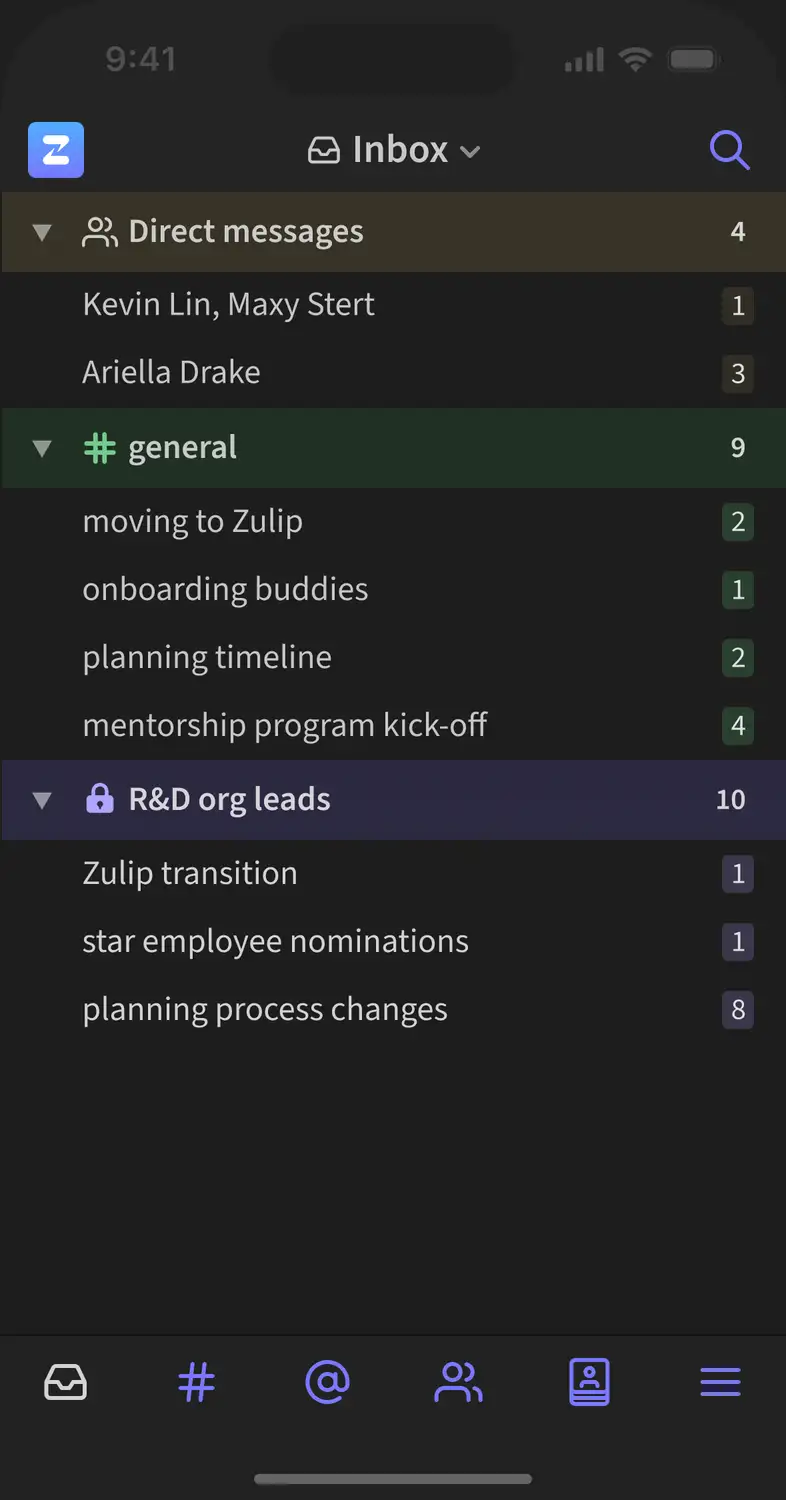 9:41
Inbox
Direct messages 4
Kevin Lin, Maxy Stert 1
Ariella Drake 3
general 9
moving to Zulip 2
onboarding buddies 1
planning timeline 2
mentorship program kick-off 4
R&D org leads 10
Zulip transition 1
star employee nominations 1
planning process changes 8